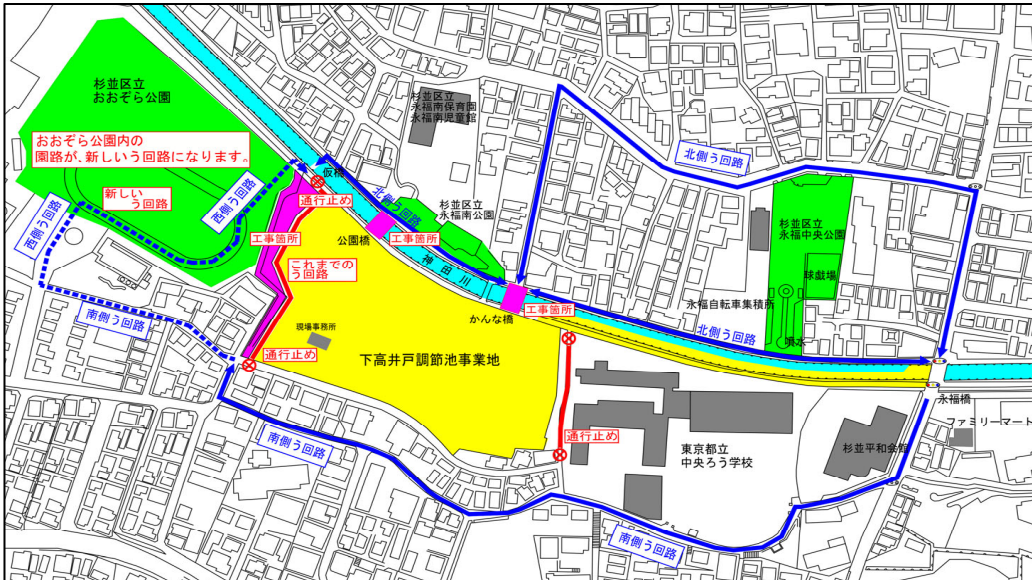 杉並区立
おおぞら公園
おおぞら公園内の
園路が、新しいう回路になります。
新しい
う回路
西側う回路
西側う回路
南側う回路
仮橋
通行止め
工事箇所
これまでの
う回路
通行止め
現場事務所
下高井戸調節池事業地
杉並区立
永福南保育園
永福南児童館
北側う回路
杉並区立
永福南公園
公園橋
工事箇所
神田川
かんな橋
工事箇所
北側う回路
杉並区立
永福中央公園
球戯場
永福自転車集積所
噴水
北側う回路
永福橋
ファミリーマート
杉並平和会館
東京都立
中央ろう学校
通行止め
南側う回路
南側う回路